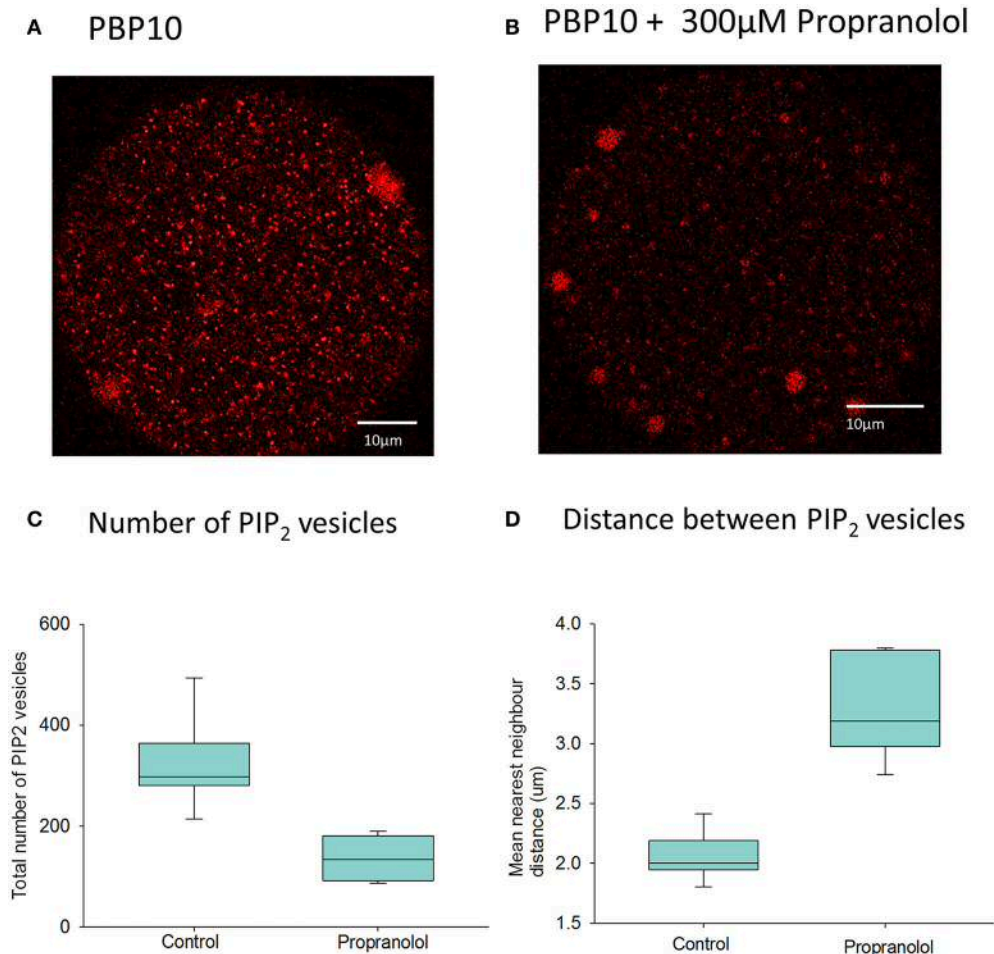 A PBP10
B PBP10 + 300μM Propranolol
10μm
10μm
C Number of PIP₂ vesicles
D Distance between PIP₂ vesicles
Total number of PIP2 vesicles
600
400
200
0
Control
Propranolol
Mean nearest neighbour
distance (um)
4.0
3.5
3.0
2.5
2.0
1.5
Control
Propranolol